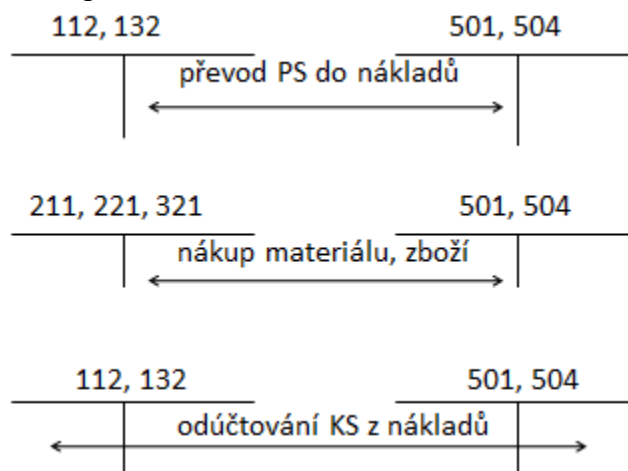 112, 132 501, 504
převod PS do nákladů
211, 221, 321 501, 504
nákup materiálu, zboží
112, 132 501, 504
odúčtování KS z nákladů